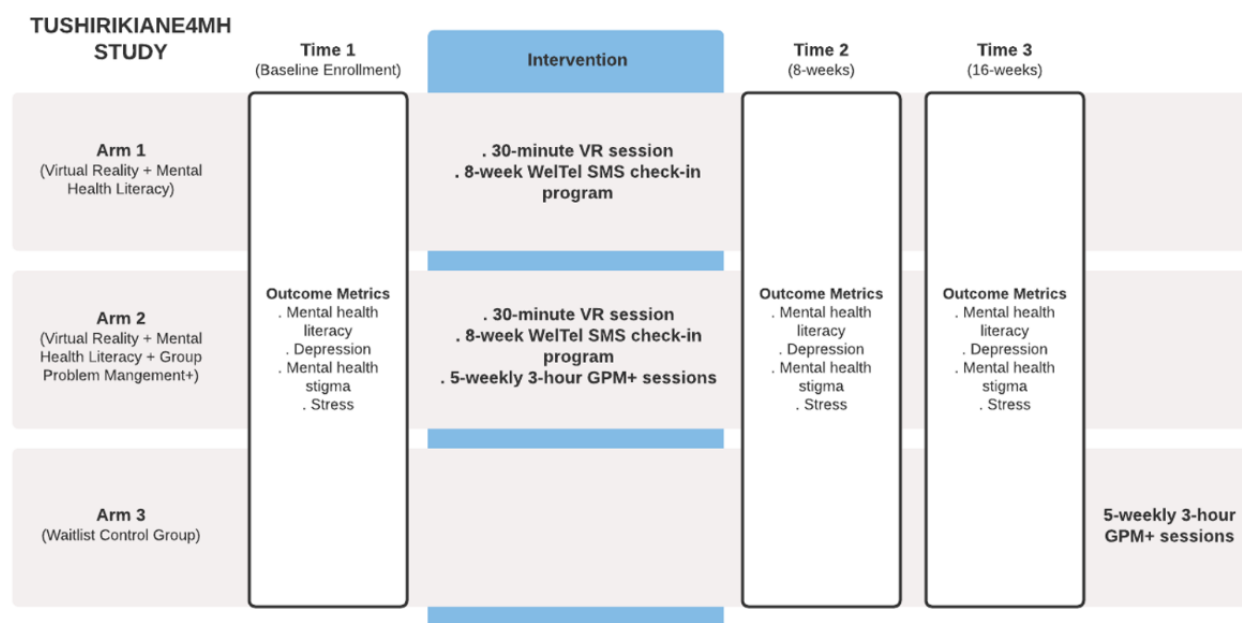 TUSHIRIKIANE4MH
STUDY
Time 1
(Baseline Enrollment)
Intervention
Time 2
(8-weeks)
Time 3
(16-weeks)
Arm 1
(Virtual Reality + Mental
Health Literacy)
. 30-minute VR session
. 8-week WelTel SMS check-in
program
Arm 2
(Virtual Reality + Mental
Health Literacy + Group
Problem Mangement+)
Outcome Metrics
. Mental health
literacy
. Depression
. Mental health
stigma
. Stress
. 30-minute VR session
. 8-week WelTel SMS check-in
program
. 5-weekly 3-hour GPM+ sessions
Outcome Metrics
. Mental health
literacy
. Depression
. Mental health
stigma
. Stress
Outcome Metrics
. Mental health
literacy
. Depression
. Mental health
stigma
. Stress
Arm 3
(Waitlist Control Group)
5-weekly 3-hour
GPM+ sessions